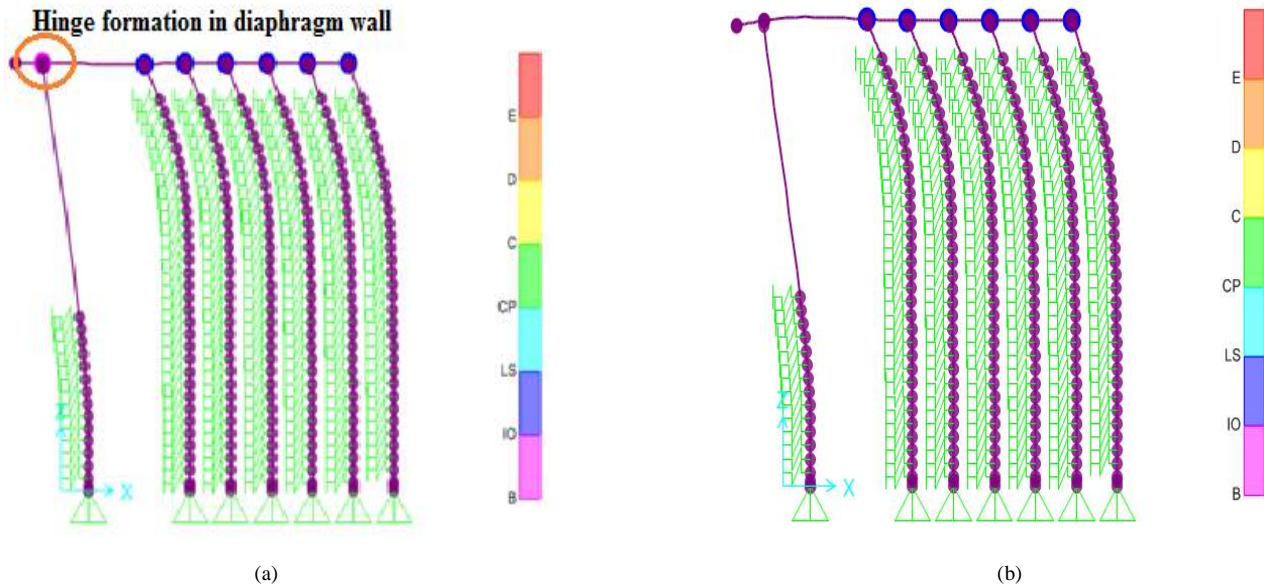 Hinge formation in diaphragm wall
E
D
C
CP
LS
IO
B
Z
X
(a)
E
D
C
CP
LS
IO
B
Z
X
(b)